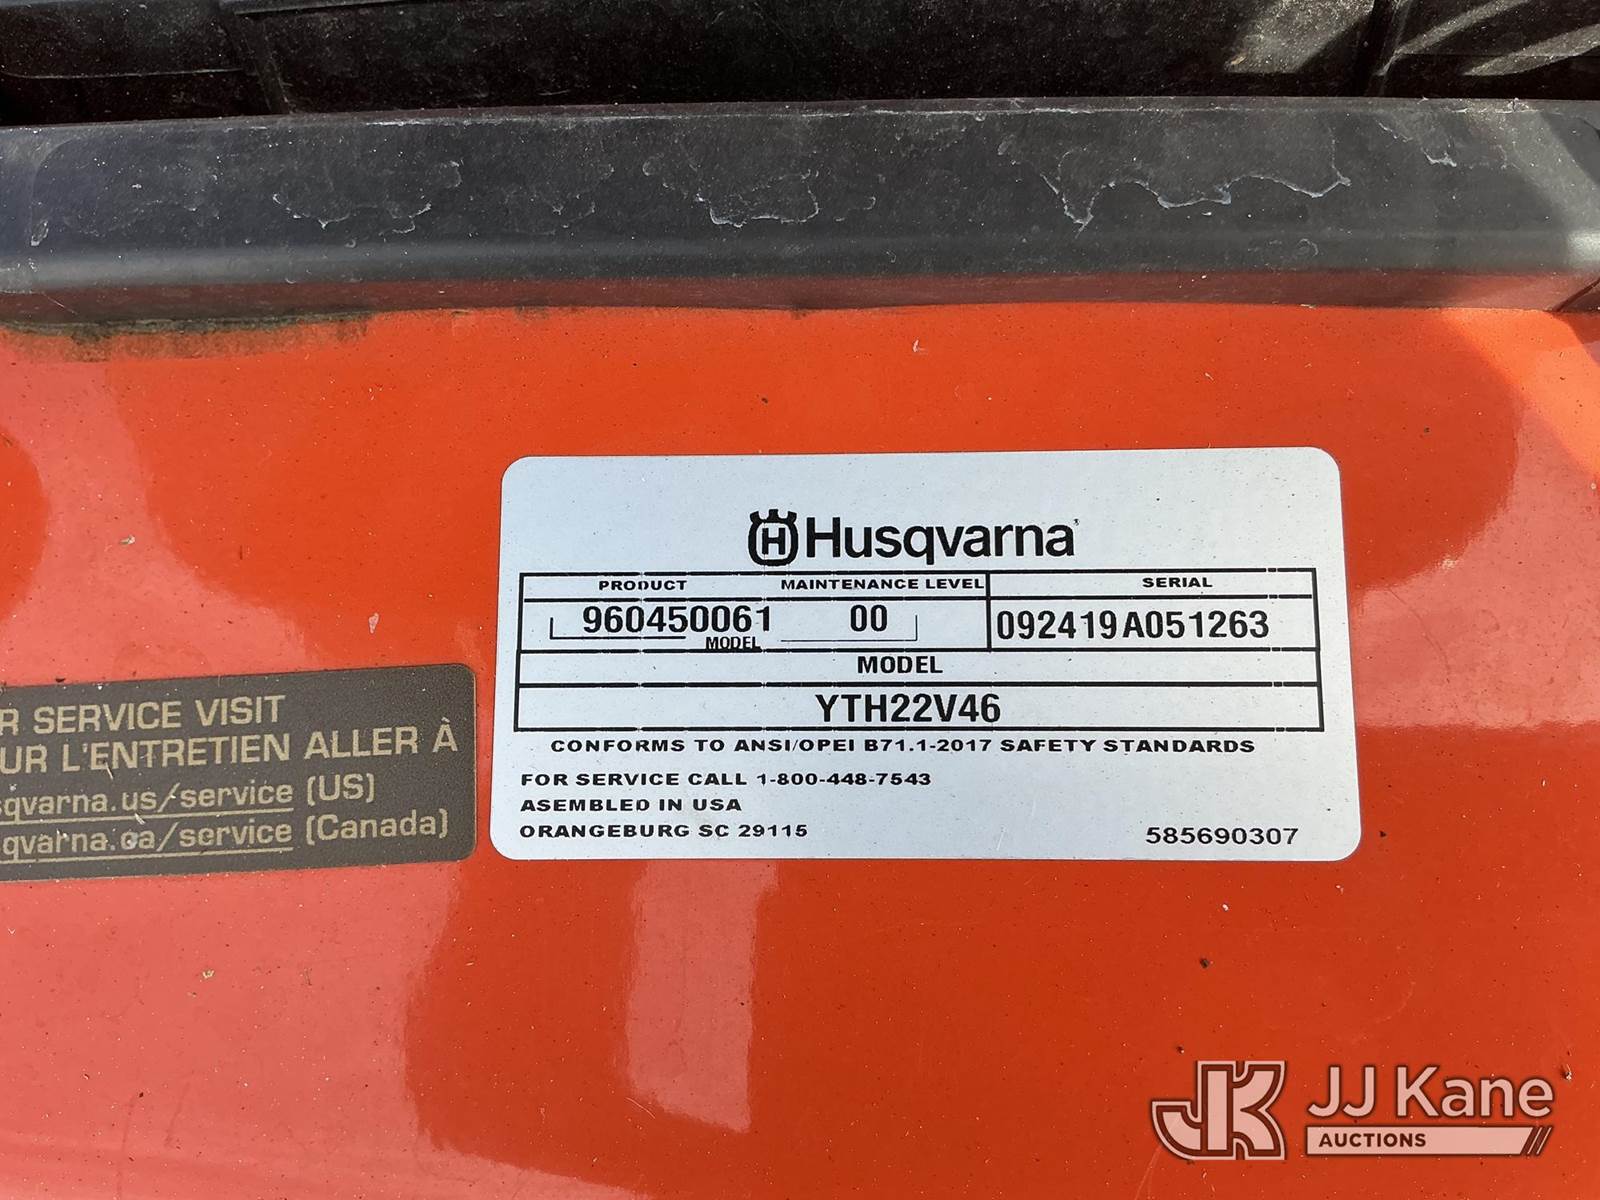 Husqvarna
PRODUCT MAINTENANCE LEVEL SERIAL
960450061 00 092419A051263
MODEL
MODEL
YTH22V46
CONFORMS TO ANSI/OPEI B71.1-2017 SAFETY STANDARDS
FOR SERVICE CALL 1-800-448-7543
ASEMBLED IN USA
ORANGEBURG SC 29115 585690307
R SERVICE VISIT
UR L'ENTRETIEN ALLER À
sqvarna.us/service (US)
qvarna.ca/service (Canada)
JK JJ Kane
AUCTIONS